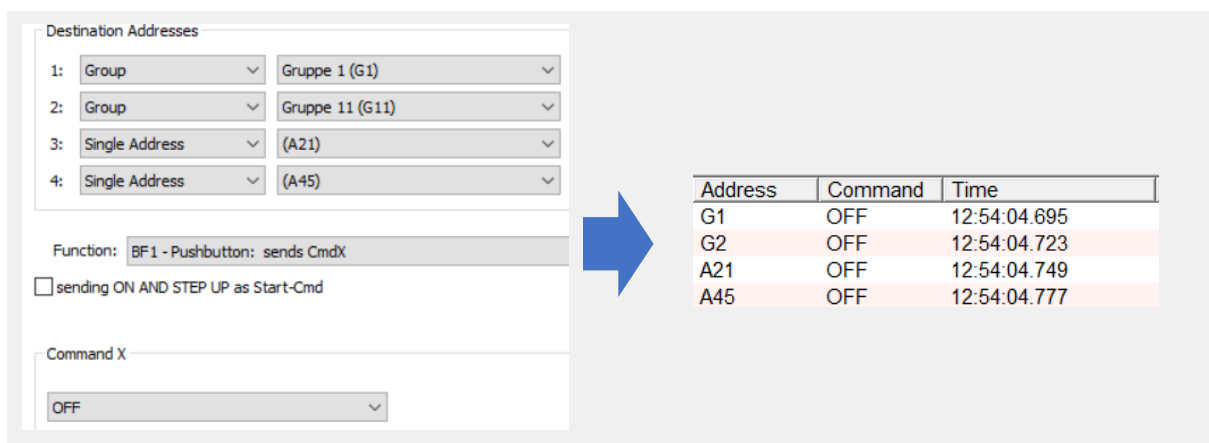 Destination Addresses
1: Group Gruppe 1 (G1)
2: Group Gruppe 11 (G11)
3: Single Address (A21)
4: Single Address (A45)
Function: BF1 - Pushbutton: sends CmdX
sending ON AND STEP UP as Start-Cmd
Command X
OFF
Address Command Time
G1 OFF 12:54:04.695
G2 OFF 12:54:04.723
A21 OFF 12:54:04.749
A45 OFF 12:54:04.777